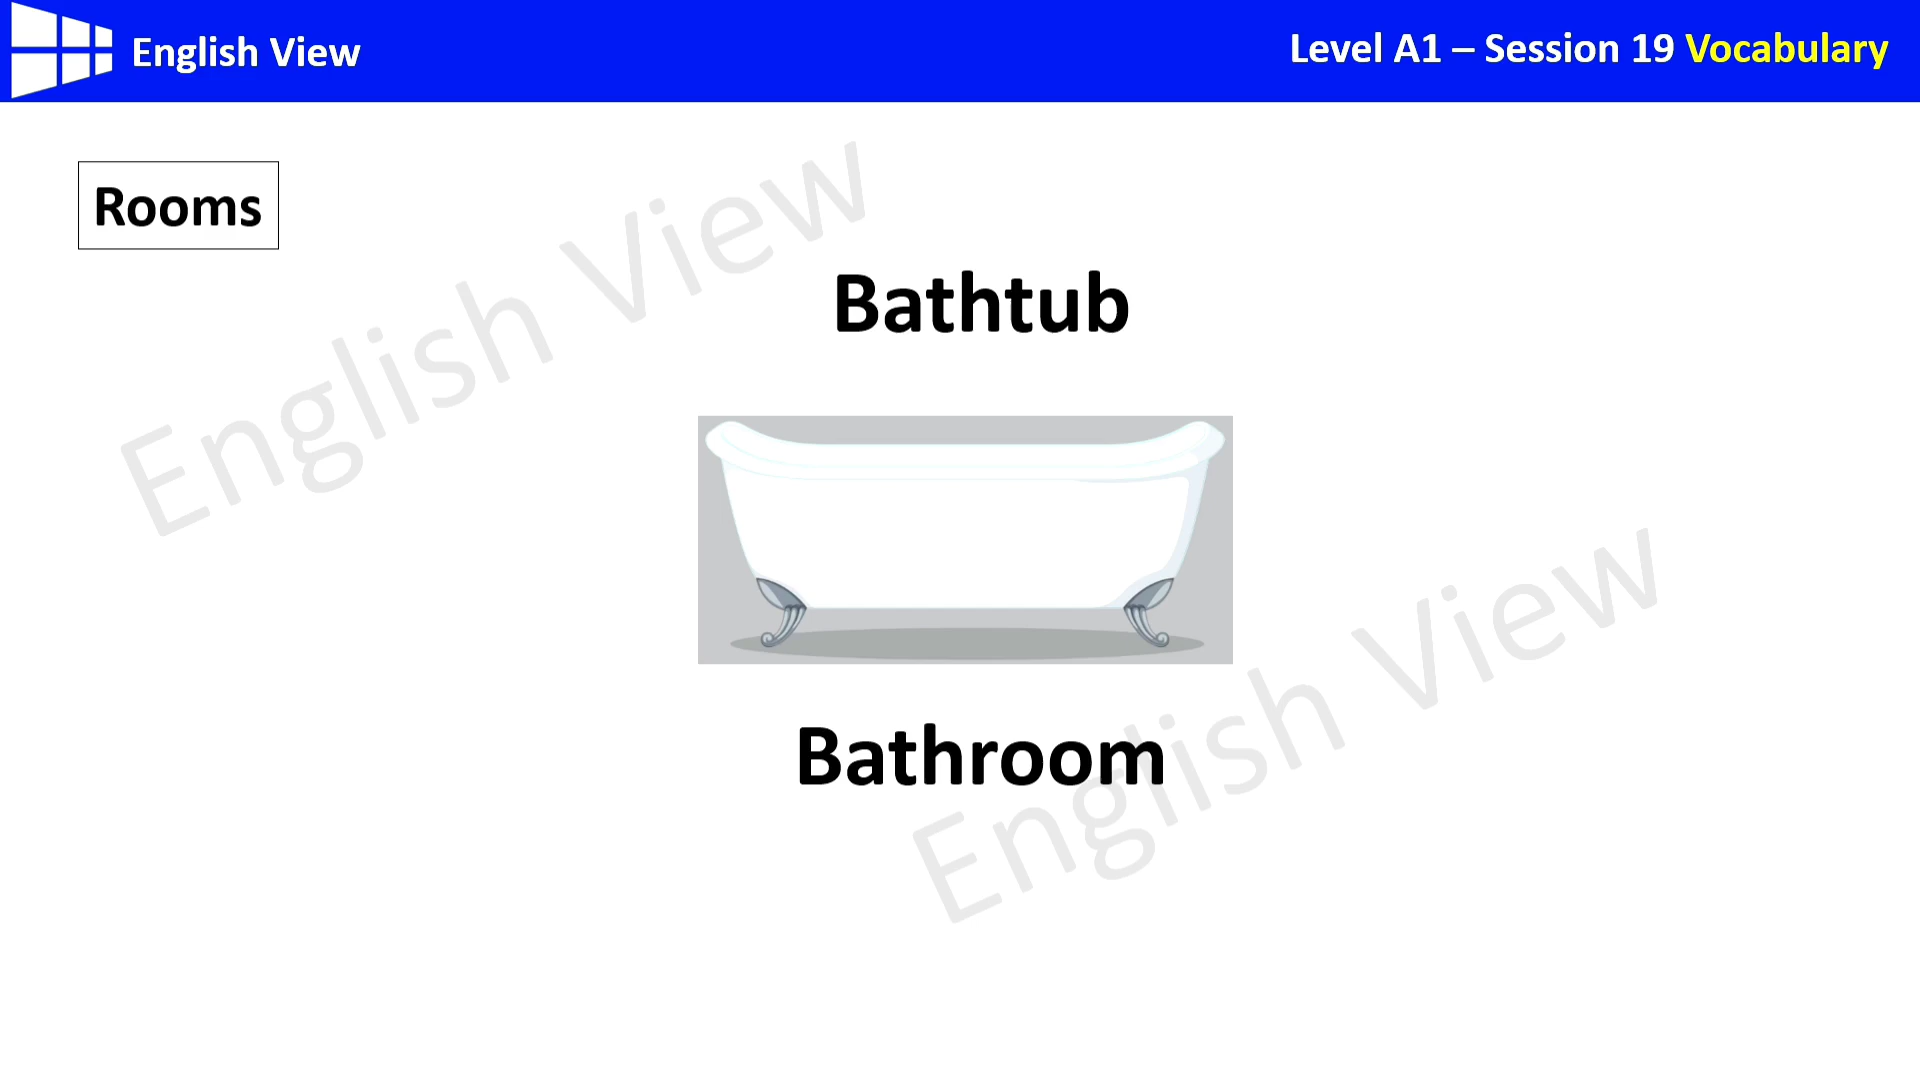 English View
Level A1 – Session 19 Vocabulary
Rooms
English View
Bathtub
Bathroom
English View